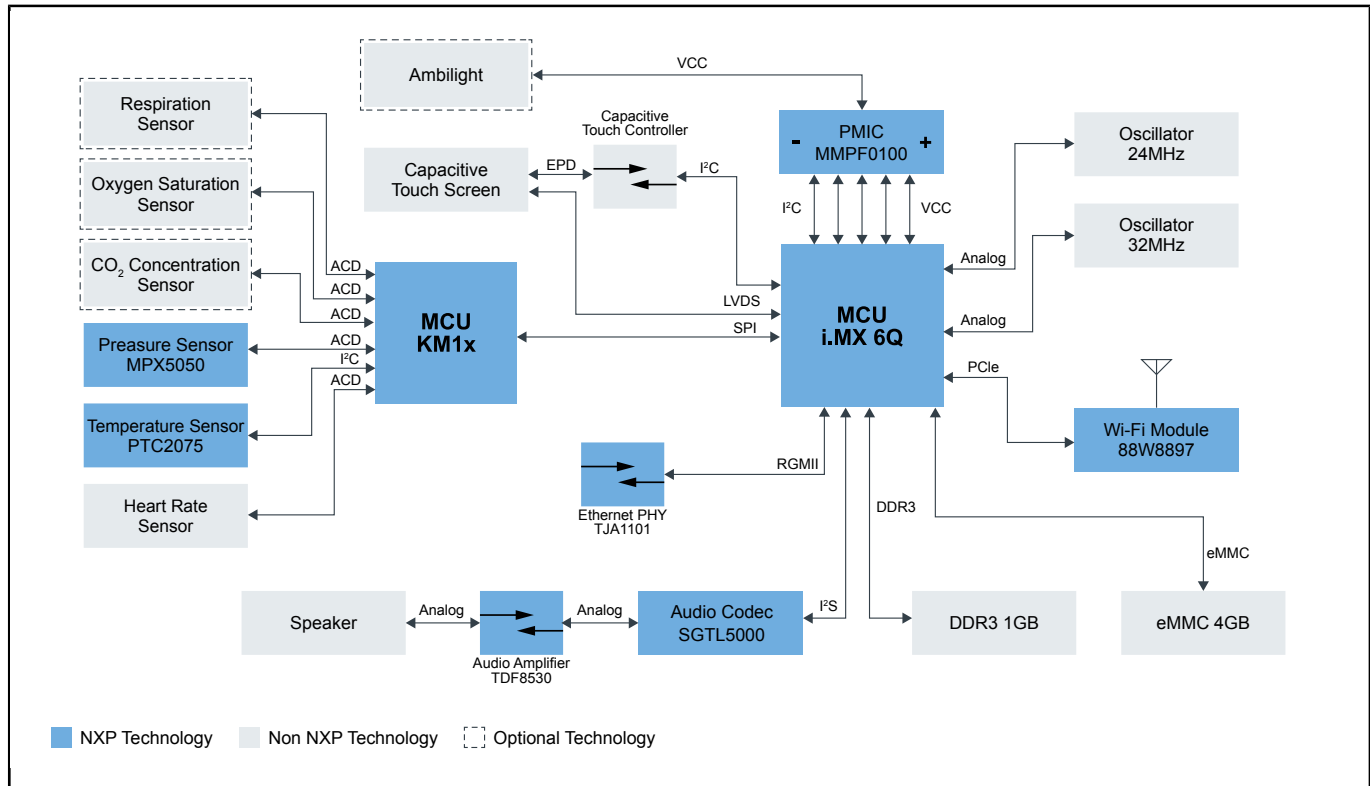 Ambilight
VCC
Respiration
Sensor
Capacitive
Touch Controller
- PMIC +
MMPF0100
Oscillator
24MHz
Oxygen Saturation
Sensor
Capacitive
Touch Screen
EPD
I²C
I²C
VCC
Oscillator
32MHz
CO₂ Concentration
Sensor
ACD
ACD
ACD
ACD
I²C
ACD
MCU
KM1x
LVDS
SPI
MCU
i.MX 6Q
Analog
Analog
PCIe
Preasure Sensor
MPX5050
Temperature Sensor
PTC2075
Wi-Fi Module
88W8897
Heart Rate
Sensor
RGMII
Ethernet PHY
TJA1101
DDR3
eMMC
Speaker
Analog
Audio Amplifier
TDF8530
Analog
Audio Codec
SGTL5000
I²S
DDR3 1GB
eMMC 4GB
NXP Technology
Non NXP Technology
Optional Technology